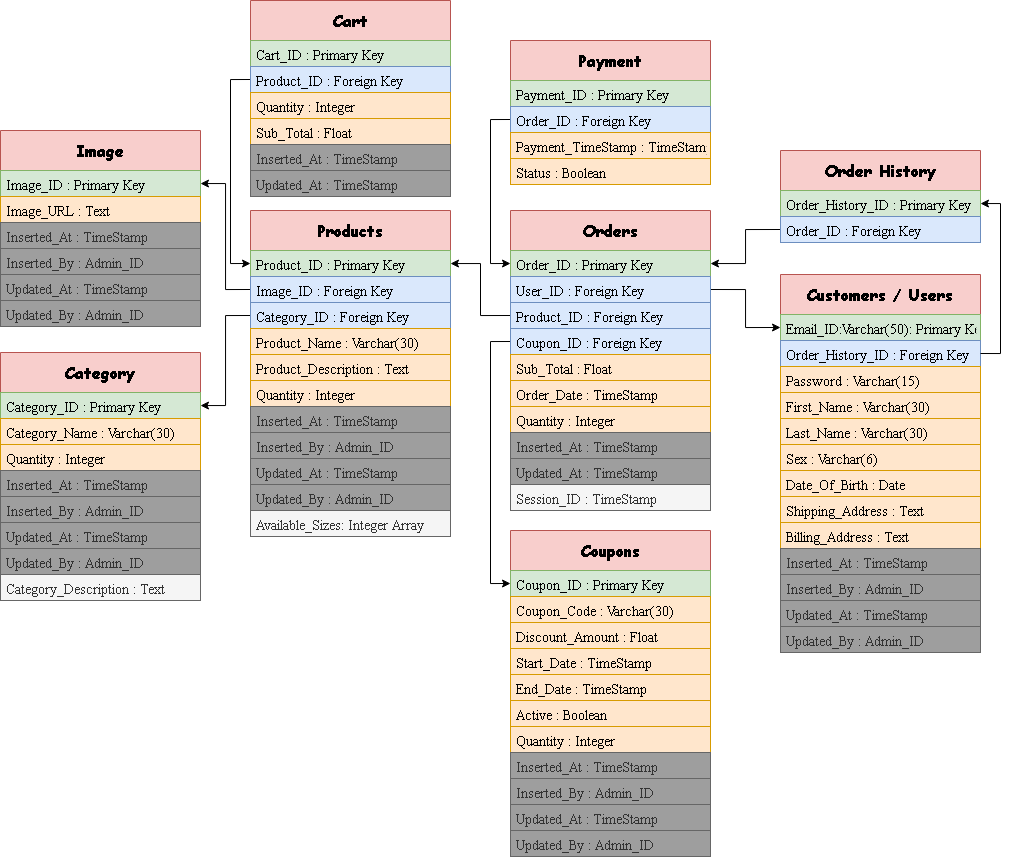 Cart
Cart_ID : Primary Key
Product_ID : Foreign Key
Quantity : Integer
Sub_Total : Float
Inserted_At : TimeStamp
Updated_At : TimeStamp
Payment
Payment_ID : Primary Key
Order_ID : Foreign Key
Payment_TimeStamp : TimeStam
Status : Boolean
Image
Image_ID : Primary Key
Image_URL : Text
Inserted_At : TimeStamp
Inserted_By : Admin_ID
Updated_At : TimeStamp
Updated_By : Admin_ID
Order History
Order_History_ID : Primary Key
Order_ID : Foreign Key
Products
Product_ID : Primary Key
Image_ID : Foreign Key
Category_ID : Foreign Key
Product_Name : Varchar(30)
Product_Description : Text
Quantity : Integer
Inserted_At : TimeStamp
Inserted_By : Admin_ID
Updated_At : TimeStamp
Updated_By : Admin_ID
Available_Sizes: Integer Array
Orders
Order_ID : Primary Key
User_ID : Foreign Key
Product_ID : Foreign Key
Coupon_ID : Foreign Key
Sub_Total : Float
Order_Date : TimeStamp
Quantity : Integer
Inserted_At : TimeStamp
Updated_At : TimeStamp
Session_ID : TimeStamp
Customers / Users
Email_ID:Varchar(50): Primary K
Order_History_ID : Foreign Key
Password : Varchar(15)
First_Name : Varchar(30)
Last_Name : Varchar(30)
Sex : Varchar(6)
Date_Of_Birth : Date
Shipping_Address : Text
Billing_Address : Text
Inserted_At : TimeStamp
Inserted_By : Admin_ID
Updated_At : TimeStamp
Updated_By : Admin_ID
Category
Category_ID : Primary Key
Category_Name : Varchar(30)
Quantity : Integer
Inserted_At : TimeStamp
Inserted_By : Admin_ID
Updated_At : TimeStamp
Updated_By : Admin_ID
Category_Description : Text
Coupons
Coupon_ID : Primary Key
Coupon_Code : Varchar(30)
Discount_Amount : Float
Start_Date : TimeStamp
End_Date : TimeStamp
Active : Boolean
Quantity : Integer
Inserted_At : TimeStamp
Inserted_By : Admin_ID
Updated_At : TimeStamp
Updated_By : Admin_ID